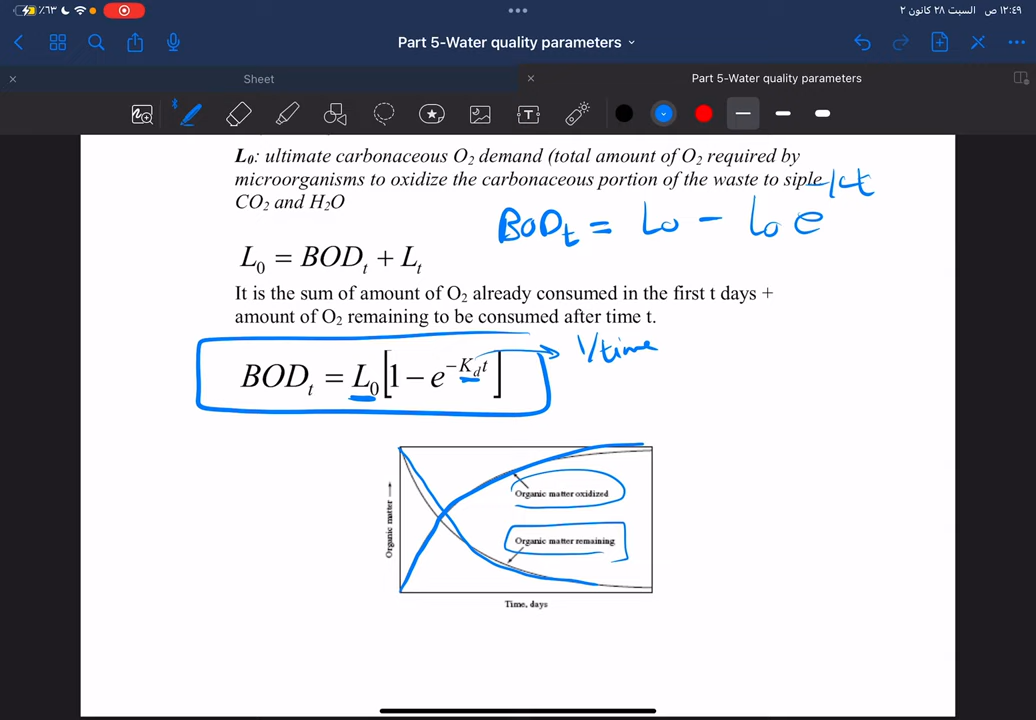 ٪٦٣
١٢:٤٩ ص السبت ٢٨ كانون ٢
Part 5-Water quality parameters
Sheet
Part 5-Water quality parameters
L₀: ultimate carbonaceous O₂ demand (total amount of O₂ required by
microorganisms to oxidize the carbonaceous portion of the waste to siple
CO₂ and H₂O
BODt = L₀ - L₀ e^-kt
L₀ = BODt + Lt
It is the sum of amount of O₂ already consumed in the first t days +
amount of O₂ remaining to be consumed after time t.
1/time
BODt = L₀[1 − e^−Kd t]
Organic matter
Organic matter oxidized
Organic matter remaining
Time, days